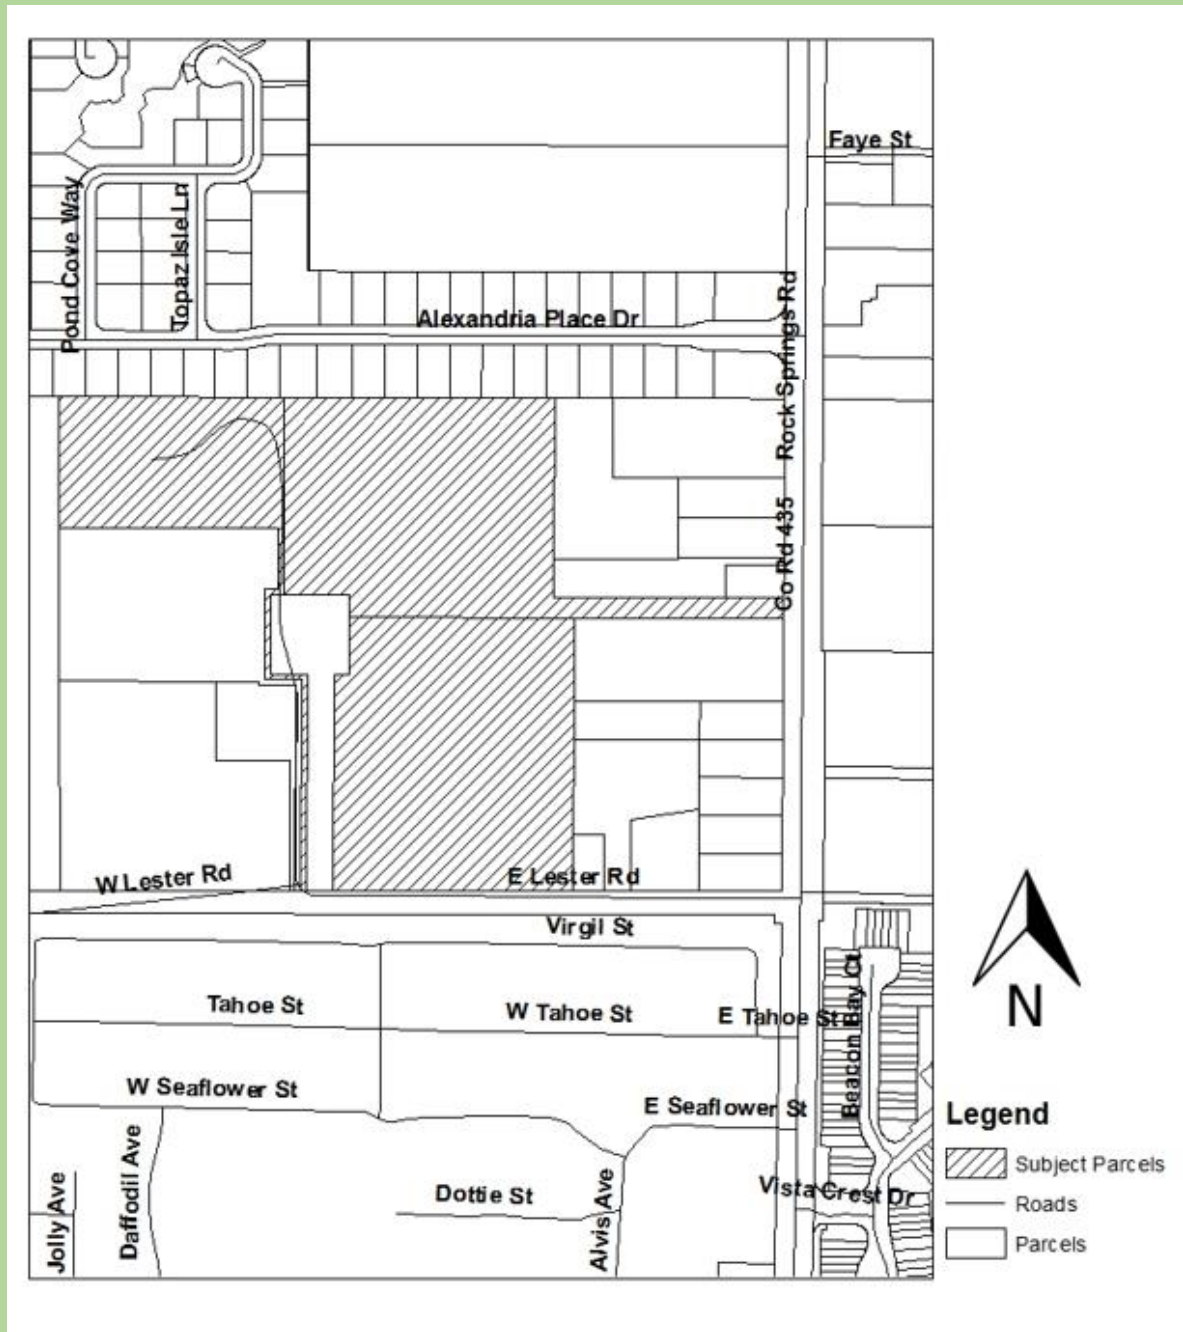 Faye St
Pond Cove Way
Topaz Isle Ln
Alexandria Place Dr
Co Rd 435 Rock Springs Rd
W Lester Rd
E Lester Rd
Virgil St
Tahoe St
W Tahoe St
E Tahoe St
Beacon Bay Ct
W Seaflower St
E Seaflower St
Jolly Ave
Daffodil Ave
Dottie St
Alvis Ave
Vista Crest Dr
N
Legend
Subject Parcels
Roads
Parcels